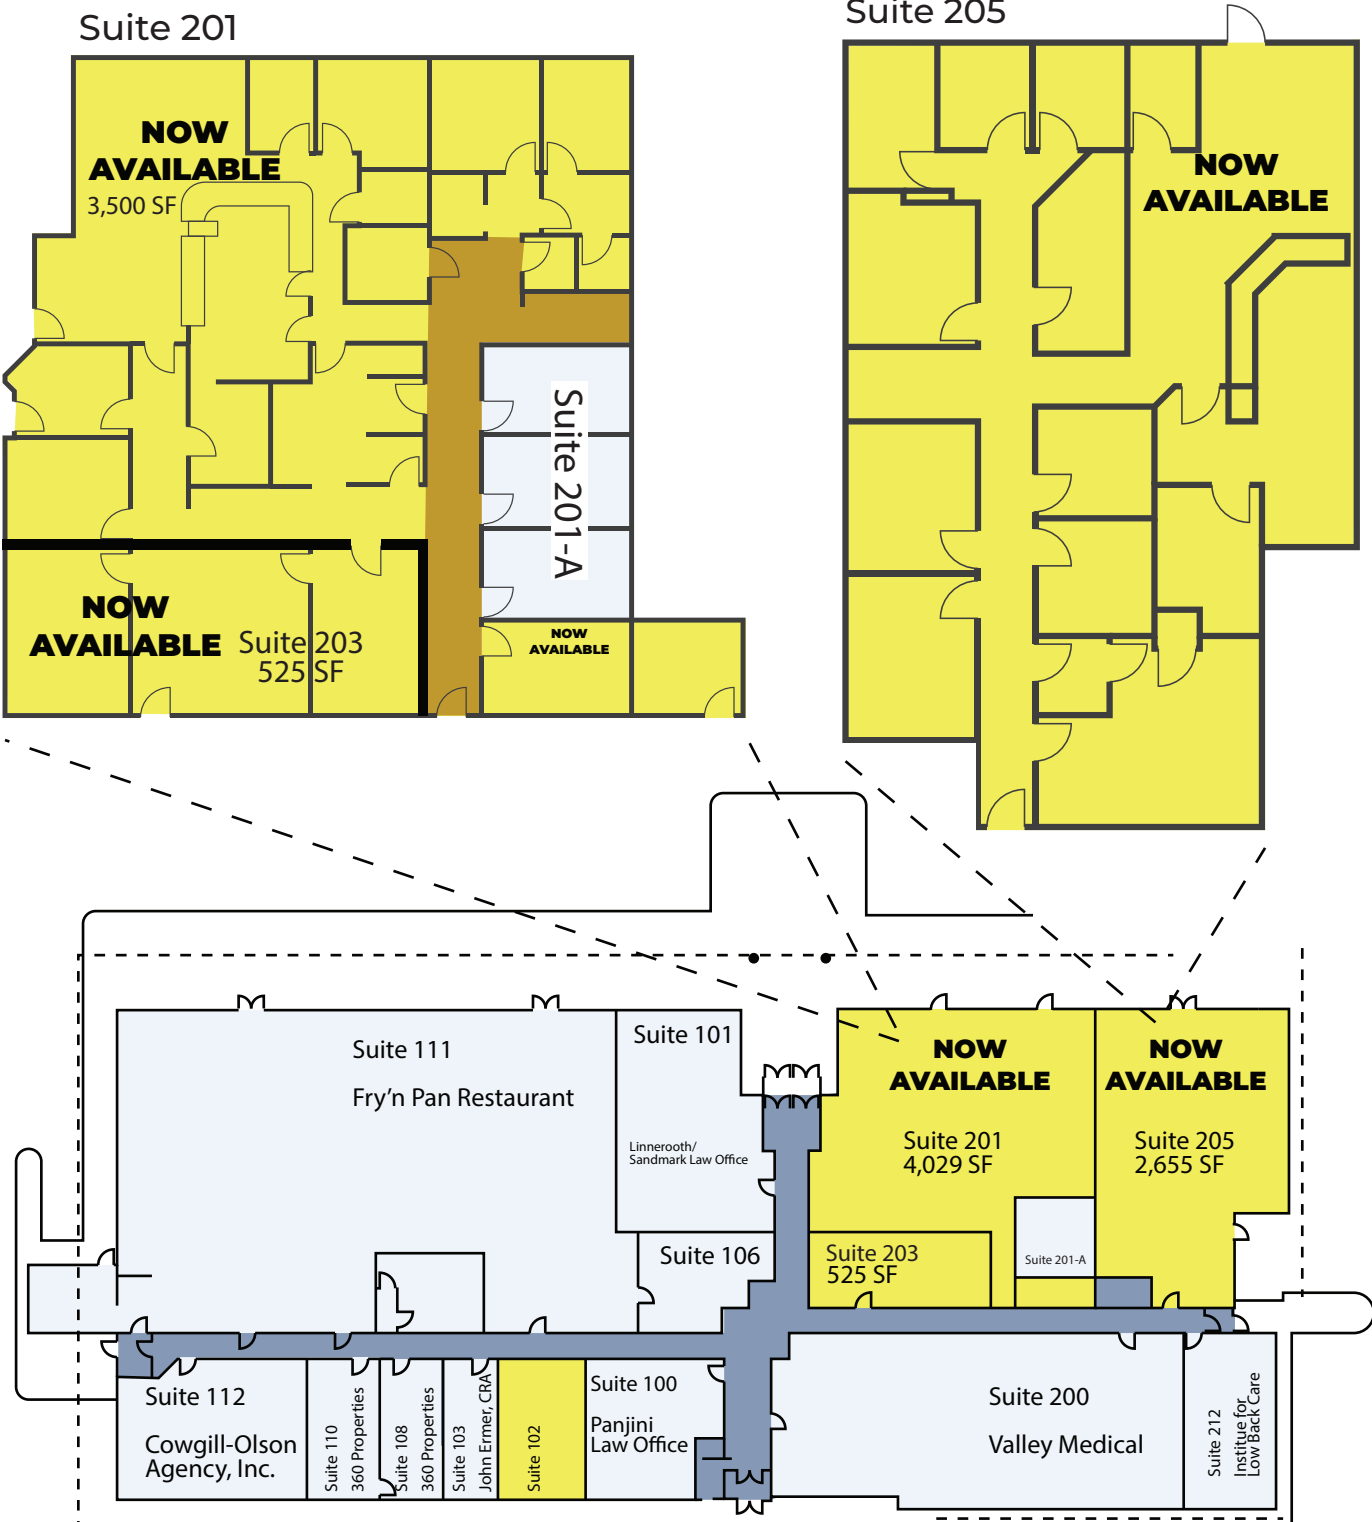 Suite 201
Suite 205
NOW
AVAILABLE
3,500 SF
NOW
AVAILABLE
Suite 201-A
NOW
AVAILABLE
Suite 203
525 SF
NOW
AVAILABLE
Suite 111
Fry'n Pan Restaurant
Suite 101
Linnerooth/
Sandmark Law Office
Suite 106
NOW
AVAILABLE
Suite 201
4,029 SF
NOW
AVAILABLE
Suite 205
2,655 SF
Suite 203
525 SF
Suite 201-A
Suite 112
Cowgill-Olson
Agency, Inc.
Suite 110
360 Properties
Suite 108
360 Properties
Suite 103
John Ermer, CRA
Suite 102
Suite 100
Panjini
Law Office
Suite 200
Valley Medical
Suite 212
Institue for
Low Back Care